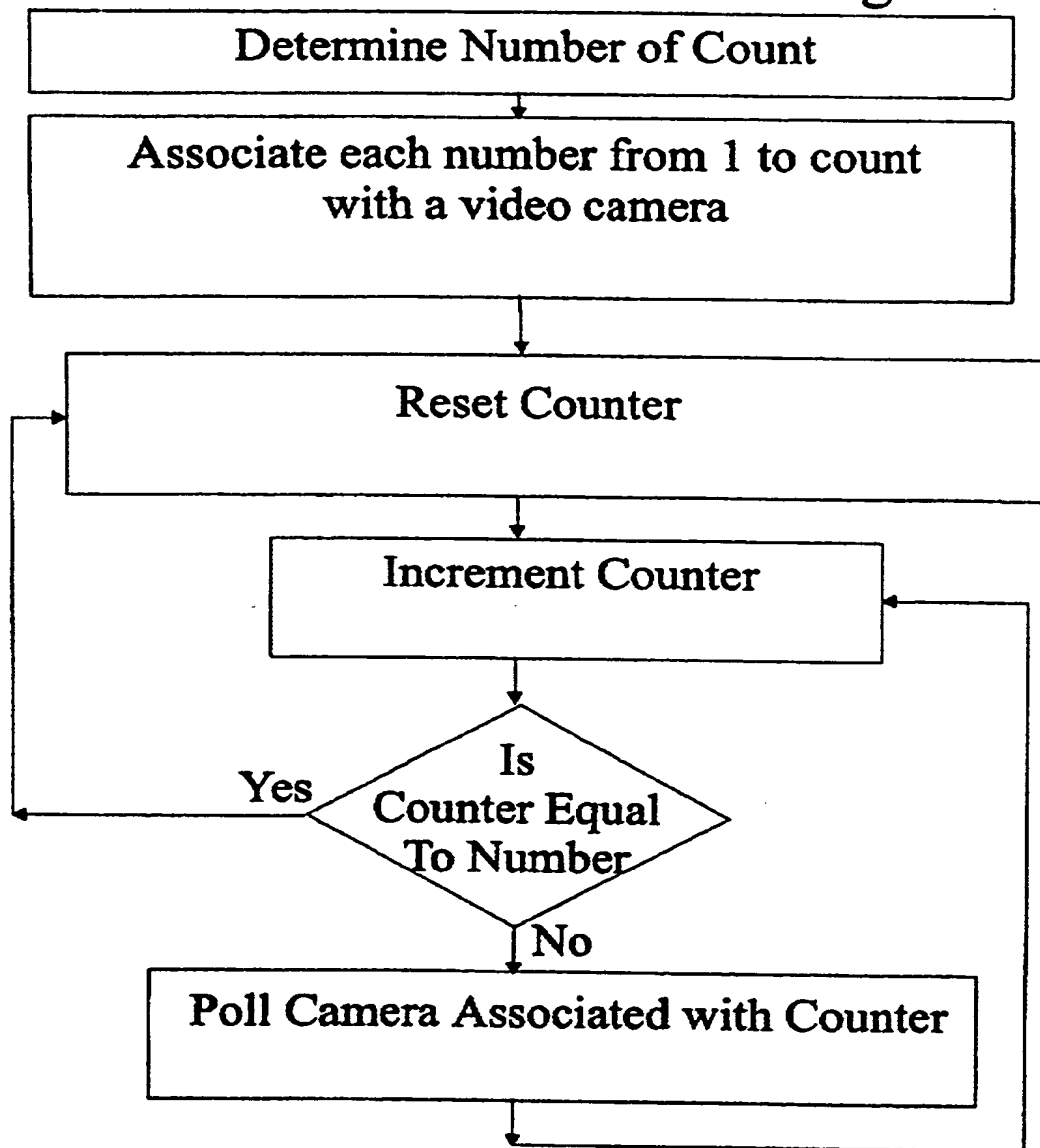 Determine Number of Count
Associate each number from 1 to count
with a video camera
Reset Counter
Increment Counter
Is
Counter Equal
To Number
Yes
No
Poll Camera Associated with Counter